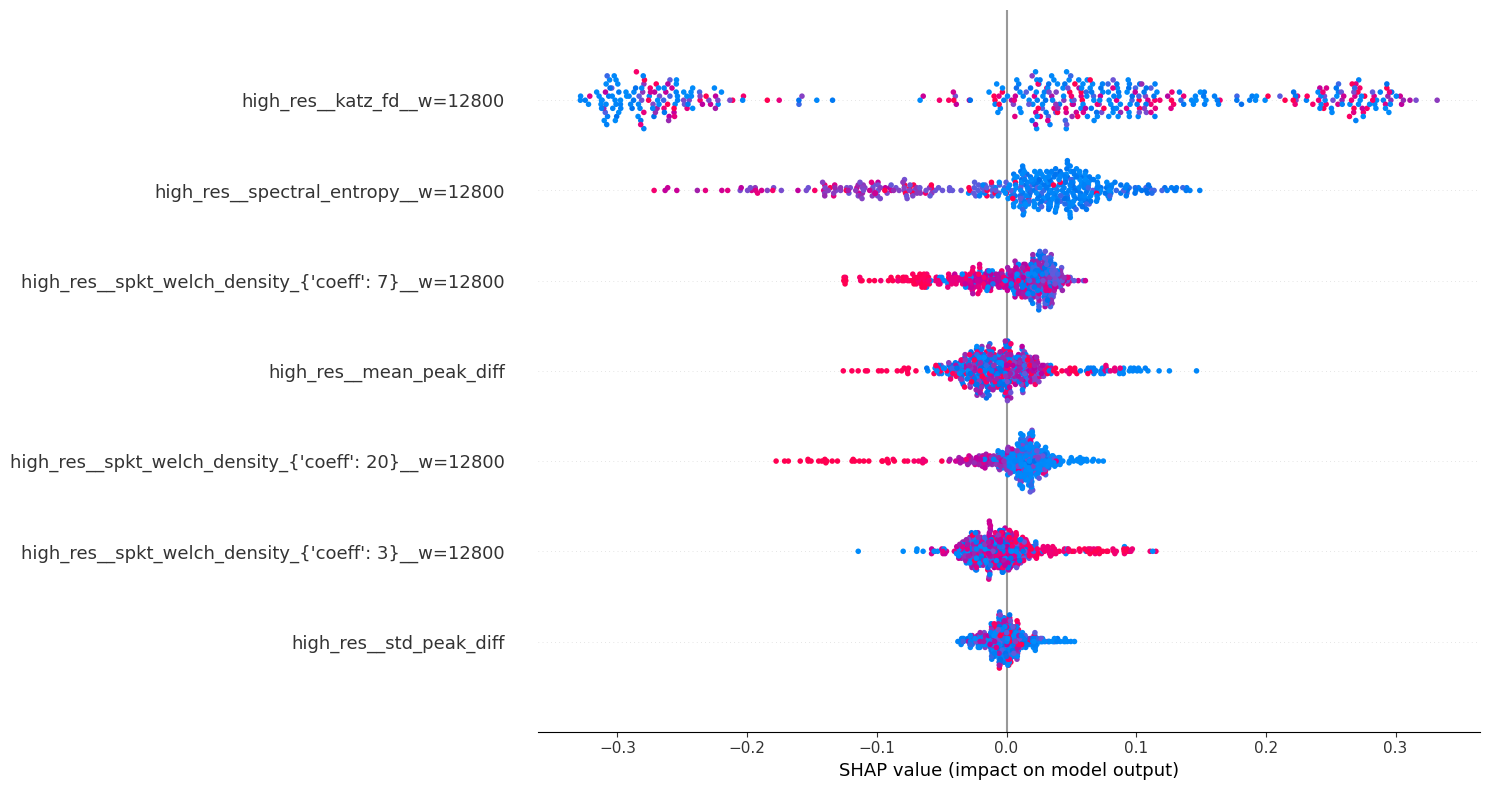 high_res__katz_fd__w=12800
high_res__spectral_entropy__w=12800
high_res__spkt_welch_density_{'coeff': 7}__w=12800
high_res__mean_peak_diff
high_res__spkt_welch_density_{'coeff': 20}__w=12800
high_res__spkt_welch_density_{'coeff': 3}__w=12800
high_res__std_peak_diff
−0.3 −0.2 −0.1 0.0 0.1 0.2 0.3
SHAP value (impact on model output)